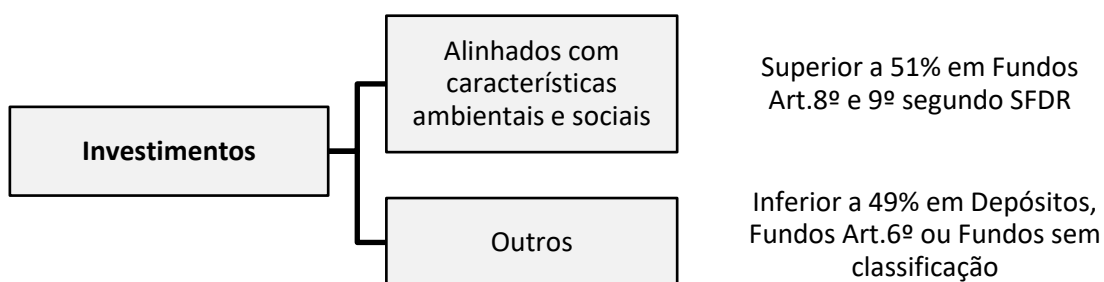 Investimentos
Alinhados com
características
ambientais e sociais
Superior a 51% em Fundos
Art.8º e 9º segundo SFDR
Outros
Inferior a 49% em Depósitos,
Fundos Art.6º ou Fundos sem
classificação